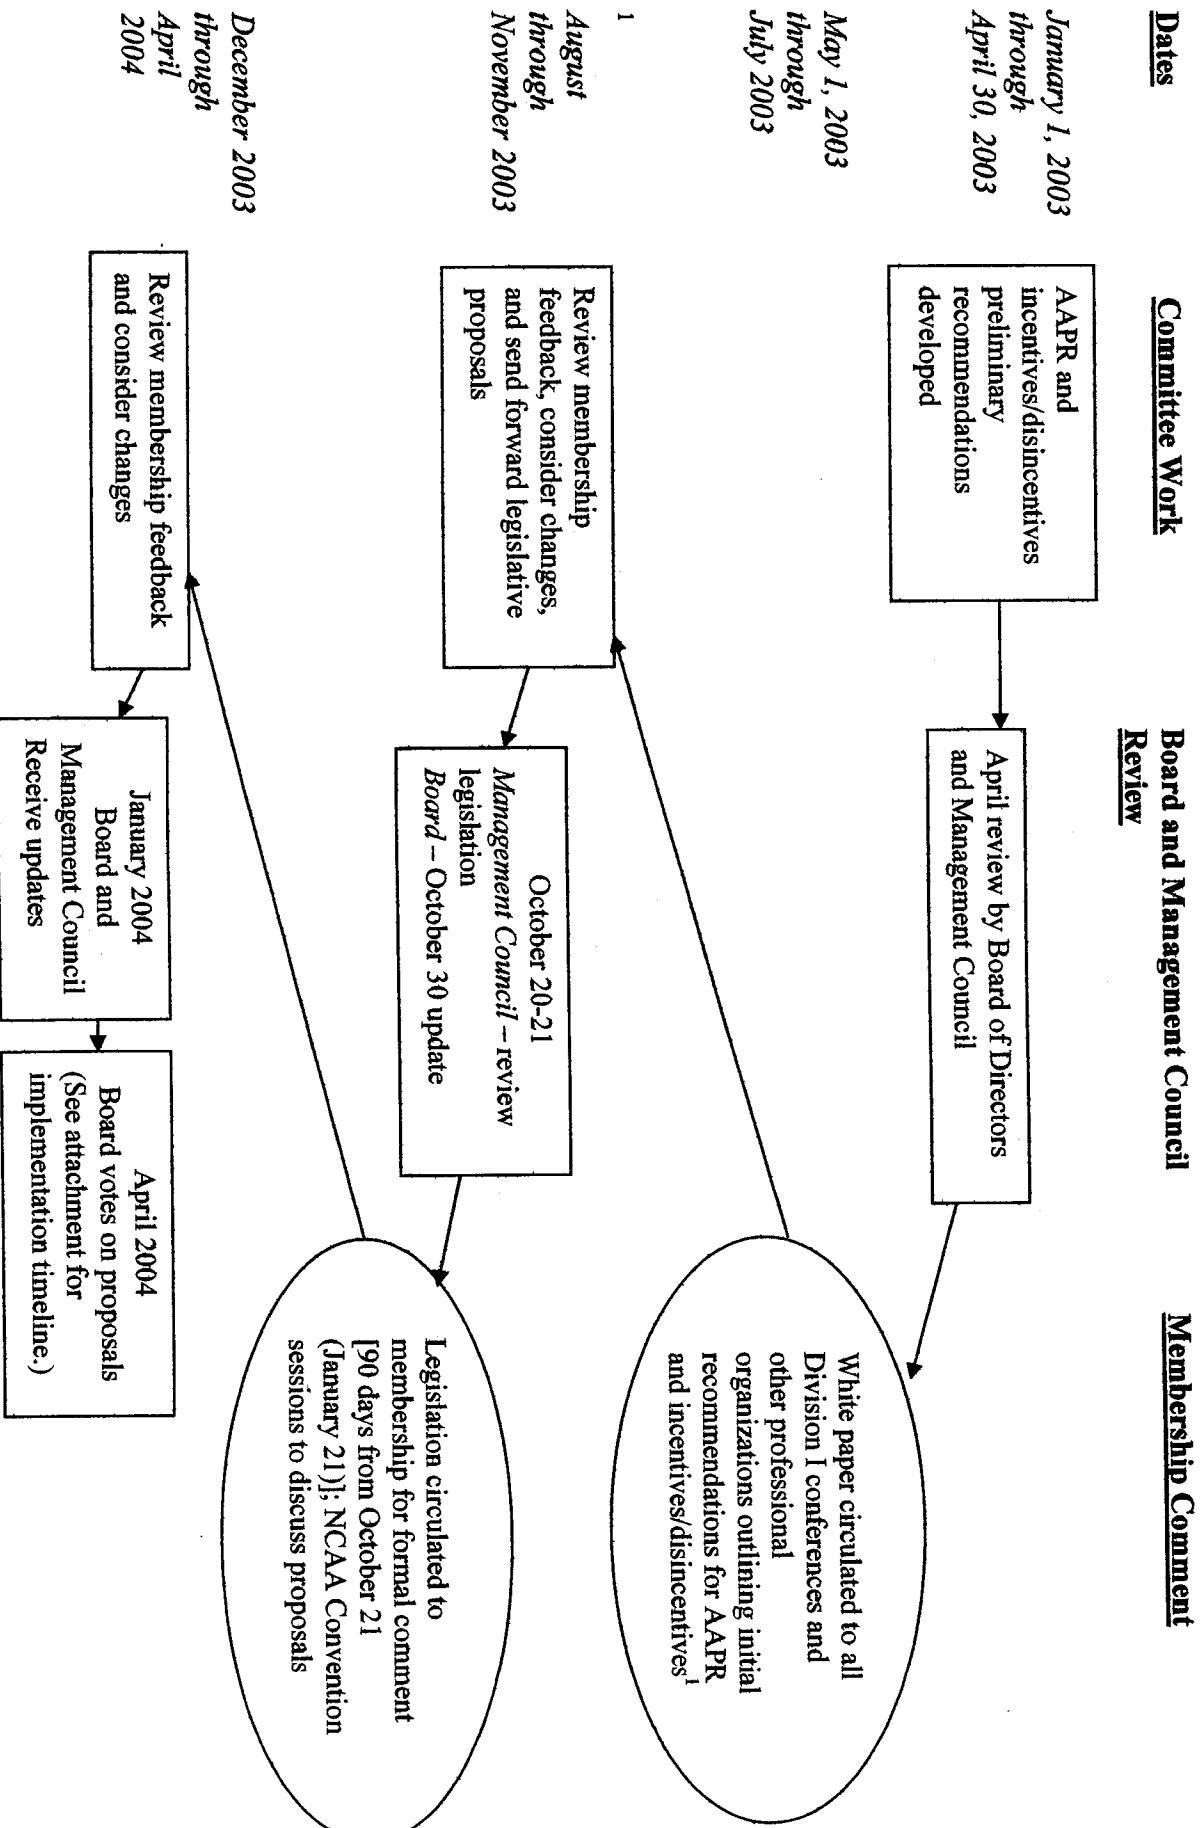 Dates
Committee Work
Board and Management Council
Review
Membership Comment
January 1, 2003
through
April 30, 2003
AAPR and
incentives/disincentives
preliminary
recommendations
developed
April review by Board of Directors
and Management Council
May 1, 2003
through
July 2003
White paper circulated to all
Division I conferences and
other professional
organizations outlining initial
recommendations for AAPR
and incentives/disincentives¹
1
August
through
November 2003
Review membership
feedback, consider changes,
and send forward legislative
proposals
October 20-21
Management Council – review
legislation
Board – October 30 update
Legislation circulated to
membership for formal comment
[90 days from October 21
(January 21)]; NCAA Convention
sessions to discuss proposals
December 2003
through
April
2004
Review membership feedback
and consider changes
January 2004
Board and
Management Council
Receive updates
April 2004
Board votes on proposals
(See attachment for
implementation timeline.)